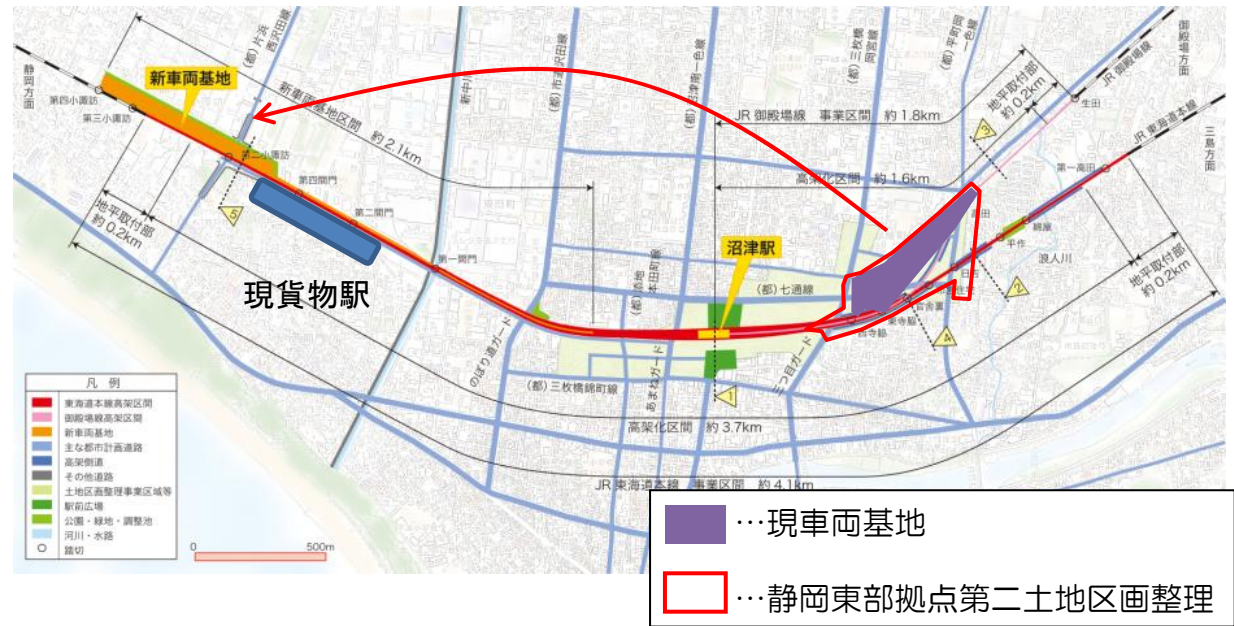 (都)片浜
西沢田線
新中川
(都)市道沢田線
(都)沼津南一色線
(都)三枚橋
岡宮線
(都)平町岡
一色線
御殿場
方面
JR 御殿場線
生田
静岡
方面
新車両基地
第四小諏訪
第三小諏訪
新車両基地区間 約2.1km
地平取付部
約0.2km
JR 御殿場線 事業区間 約1.8km
高架化区間 約1.6km
3
JR 東海道本線
三島
方面
第一高田
第二小諏訪
第四間門
5
第二間門
地平取付部
約0.2km
現貨物駅
第一間門
沼津駅
(都)七通線
平作
浪人川
2
4
西寺脇
地平取付部
約0.2km
のぼり道ガード
(都)三枚橋錦町線
あまねガード
三つ目ガード
1
高架化区間 約3.7km
JR 東海道本線 事業区間 約4.1km
凡例
東海道本線高架区間
御殿場線高架区間
新車両基地
主な都市計画道路
高架側道
その他道路
土地区画整理事業区域等
駅前広場
公園・緑地・調整池
河川・水路
踏切
0
500m
…現車両基地
…静岡東部拠点第二土地区画整理